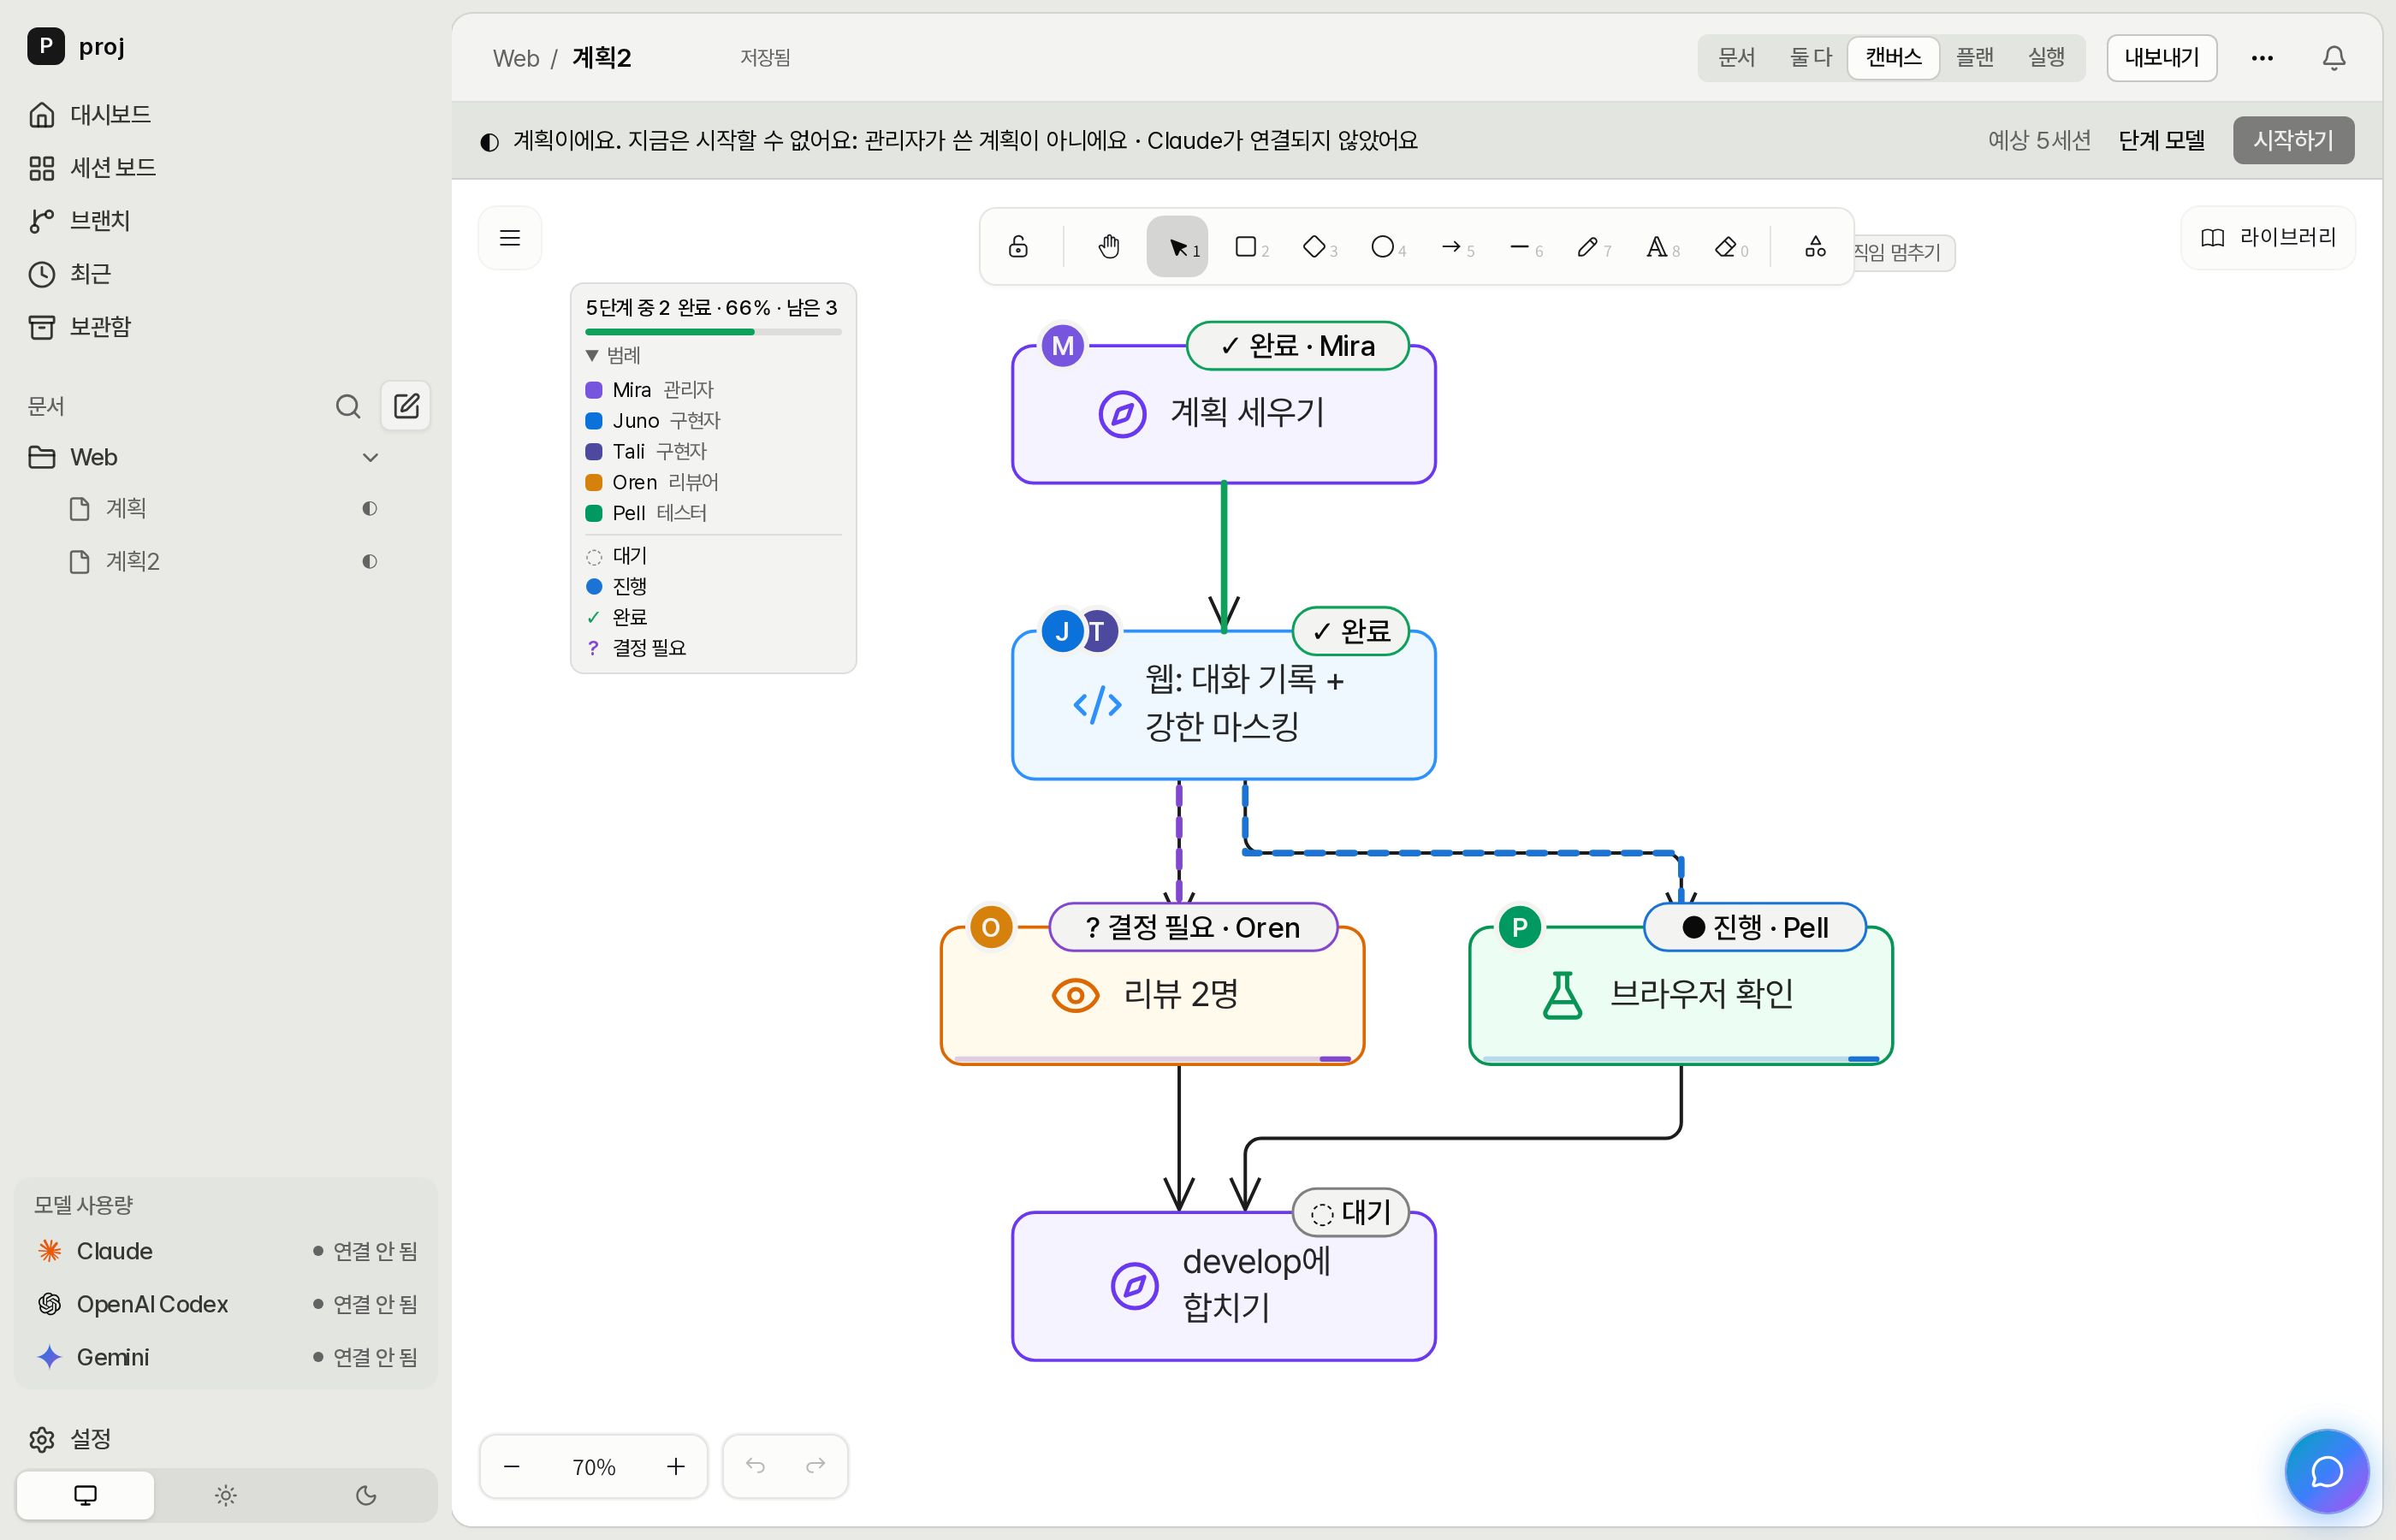 P proj
대시보드
세션 보드
브랜치
최근
보관함
문서
Web
계획
계획2
모델 사용량
Claude 연결 안 됨
OpenAI Codex 연결 안 됨
Gemini 연결 안 됨
설정
Web / 계획2 저장됨 문서 둘 다 캔버스 플랜 실행 내보내기
계획이에요. 지금은 시작할 수 없어요: 관리자가 쓴 계획이 아니에요 · Claude가 연결되지 않았어요 예상 5세션 단계 모델 시작하기
1 2 3 4 5 6 7 8 0 멈추기 라이브러리
5단계 중 2 완료 · 66% · 남은 3
▼ 범례
Mira 관리자
Juno 구현자
Tali 구현자
Oren 리뷰어
Pell 테스터
대기
진행
✓ 완료
? 결정 필요
M ✓ 완료 · Mira
계획 세우기
J T ✓ 완료
웹: 대화 기록 +
강한 마스킹
O ? 결정 필요 · Oren
리뷰 2명
P ● 진행 · Pell
브라우저 확인
대기
develop에
합치기
70%